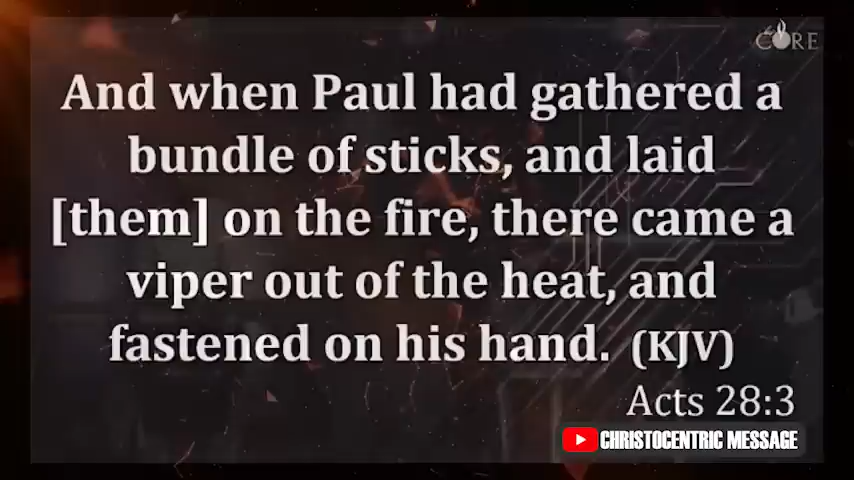 CORE
And when Paul had gathered a
bundle of sticks, and laid
[them] on the fire, there came a
viper out of the heat, and
fastened on his hand. (KJV)
Acts 28:3
CHRISTOCENTRIC MESSAGE